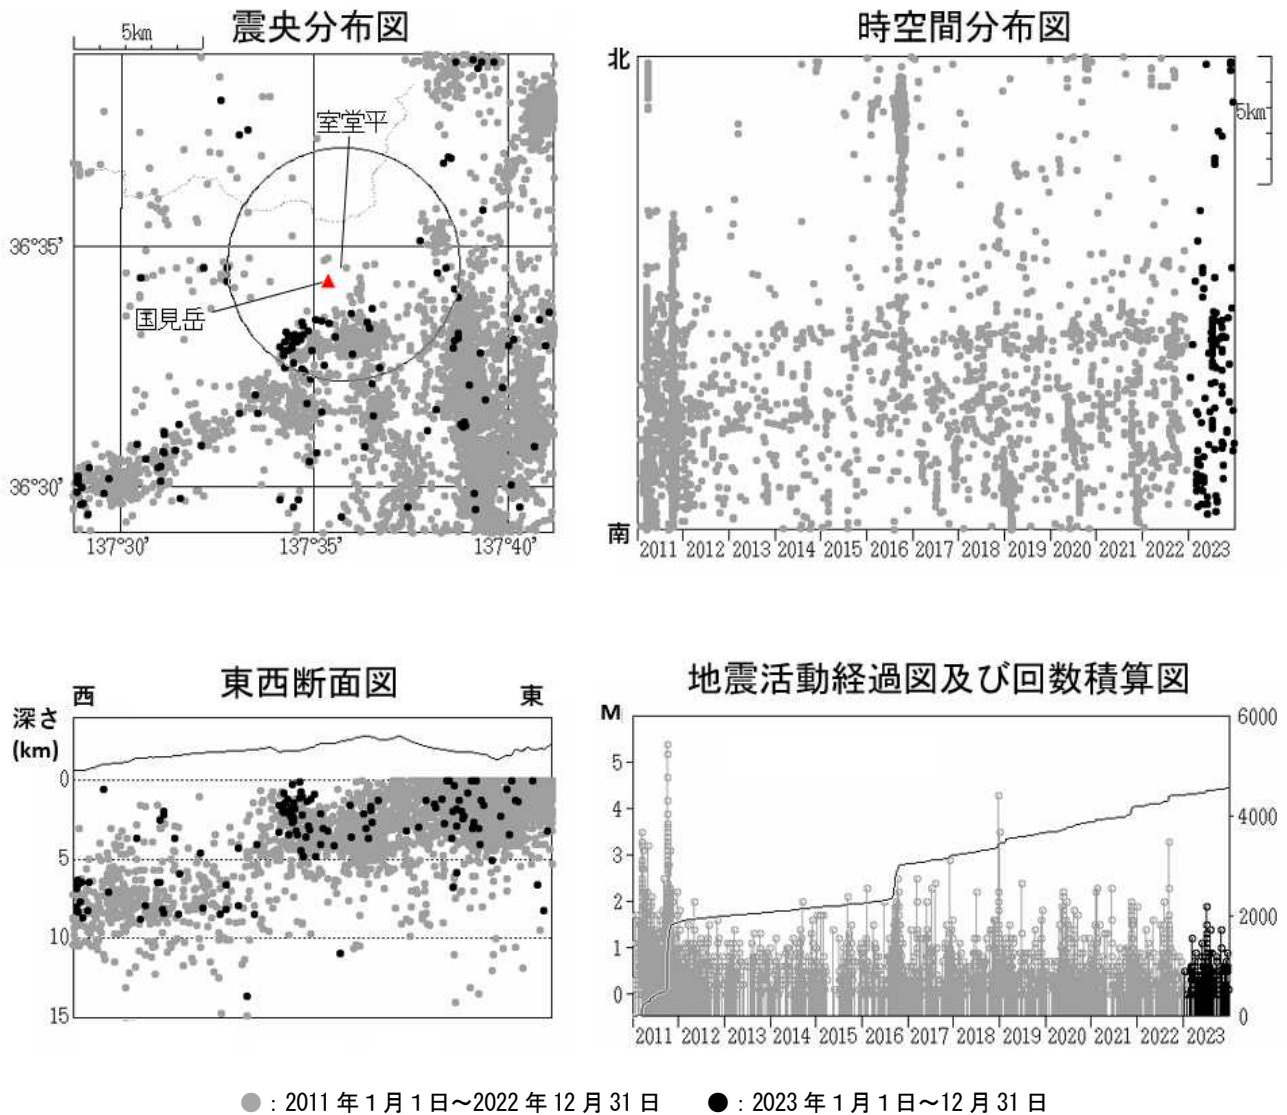 震央分布図
5km
室堂平
国見岳
36°35'
36°30'
137°30' 137°35' 137°40'
時空間分布図
北
南
5km
2011 2012 2013 2014 2015 2016 2017 2018 2019 2020 2021 2022 2023
東西断面図
西 東
深さ
(km)
0
5
10
15
地震活動経過図及び回数積算図
M
5
4
3
2
1
0
6000
4000
2000
0
2011 2012 2013 2014 2015 2016 2017 2018 2019 2020 2021 2022 2023
●:2011年1月1日~2022年12月31日 ●:2023年1月1日~12月31日